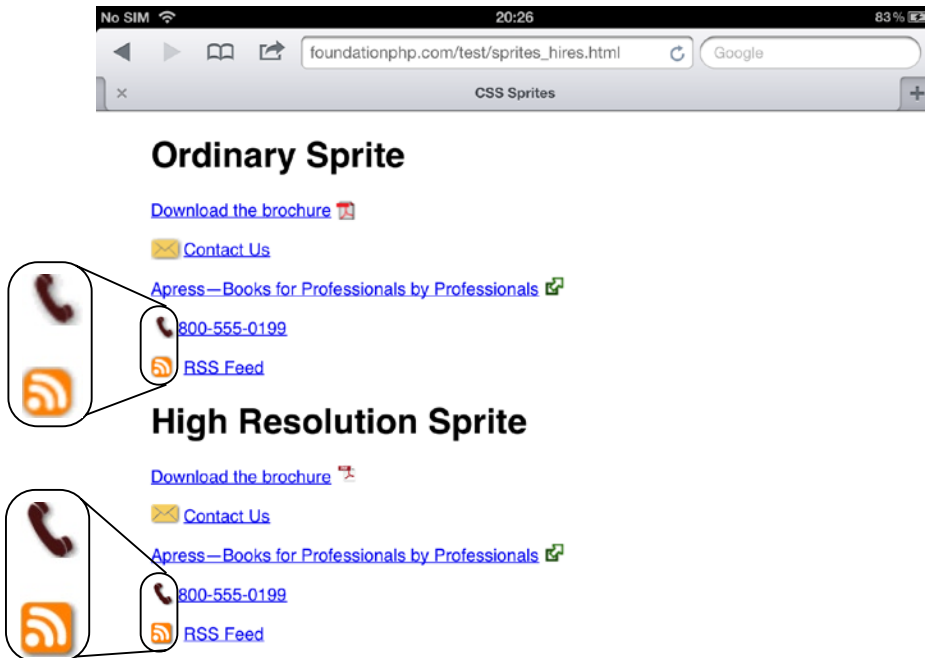 No SIM 20:26 83%
foundationphp.com/test/sprites_hires.html Google
CSS Sprites
Ordinary Sprite
Download the brochure
Contact Us
Apress—Books for Professionals by Professionals
800-555-0199
RSS Feed
High Resolution Sprite
Download the brochure
Contact Us
Apress—Books for Professionals by Professionals
800-555-0199
RSS Feed